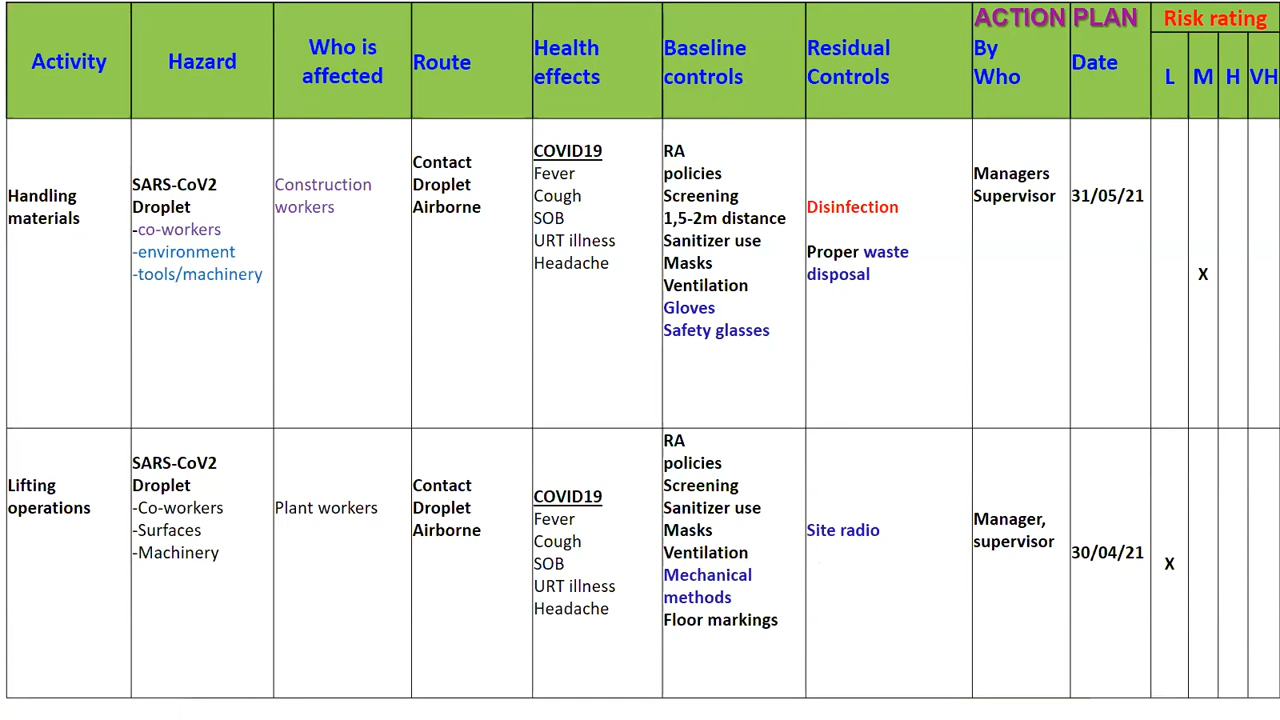 ACTION PLAN
Risk rating
Activity
Hazard
Who is
affected
Route
Health
effects
Baseline
controls
Residual
Controls
By
Who
Date
L
M
H
VH
Handling
materials
SARS-CoV2
Droplet
-co-workers
-environment
-tools/machinery
Construction
workers
Contact
Droplet
Airborne
COVID19
Fever
Cough
SOB
URT illness
Headache
RA
policies
Screening
1,5-2m distance
Sanitizer use
Masks
Ventilation
Gloves
Safety glasses
Disinfection
Proper waste
disposal
Managers
Supervisor
31/05/21
X
Lifting
operations
SARS-CoV2
Droplet
-Co-workers
-Surfaces
-Machinery
Plant workers
Contact
Droplet
Airborne
COVID19
Fever
Cough
SOB
URT illness
Headache
RA
policies
Screening
Sanitizer use
Masks
Ventilation
Mechanical
methods
Floor markings
Site radio
Manager,
supervisor
30/04/21
X